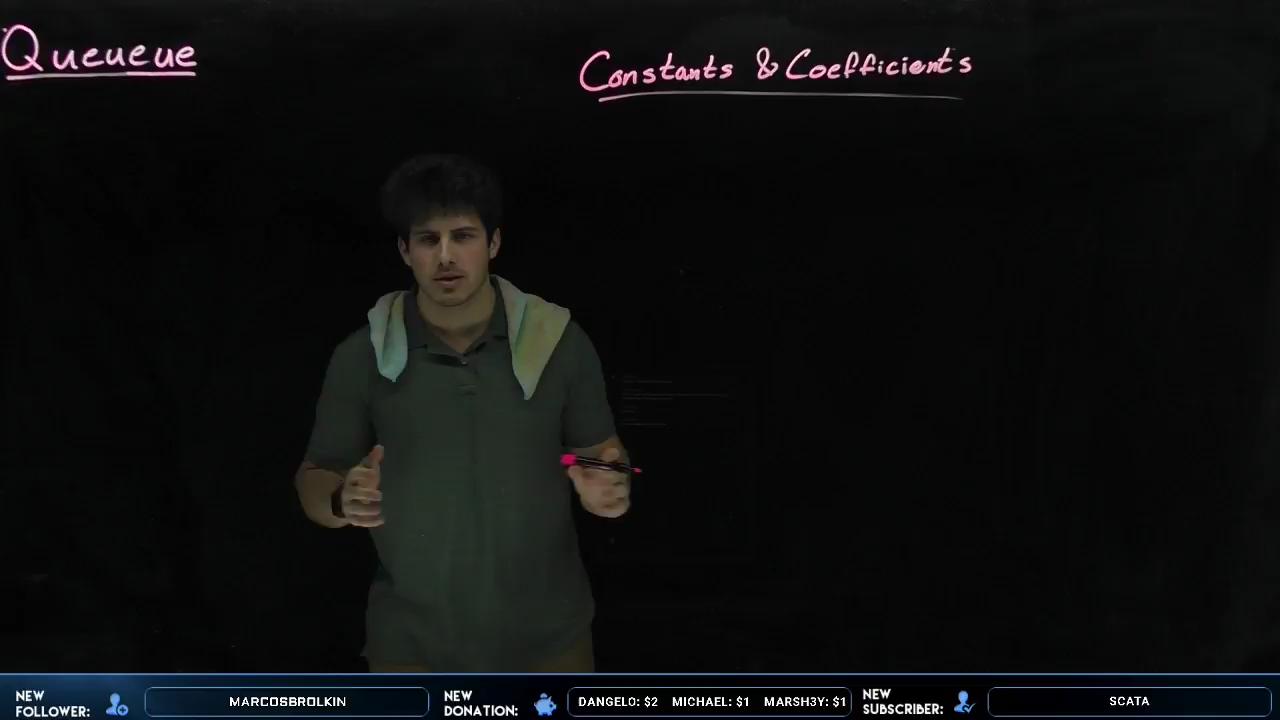 Queueue
Constants & Coefficients
NEW FOLLOWER:
MARCOSBROLKIN
NEW DONATION:
DANGELO: $2 MICHAEL: $1 MARSH3Y: $1
NEW SUBSCRIBER:
SCATA